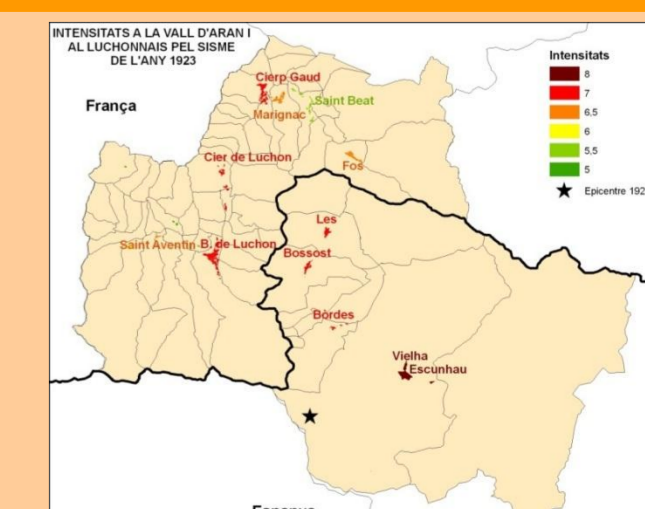 INTENSITATS A LA VALL D'ARAN I
AL LUCHONNAIS PEL SISME
DE L'ANY 1923
França
Cierp Gaud
Marignac
Saint Beat
Cier de Luchon
Fos
Saint Aventin
B. de Luchon
Les
Bossost
Bòrdes
Vielha
Escunhau
Intensitats
8
7
6,5
6
5,5
5
Epicentre 192